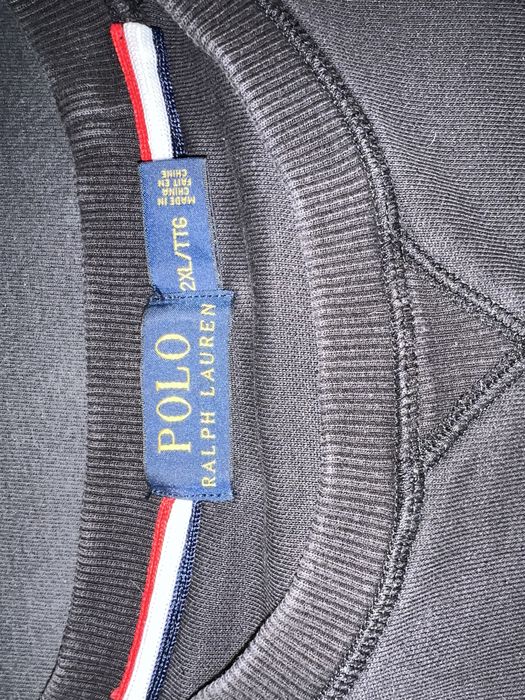 POLO
RALPH LAUREN
2XL/TTG
MADE IN
CHINA
FAIT EN
CHINE